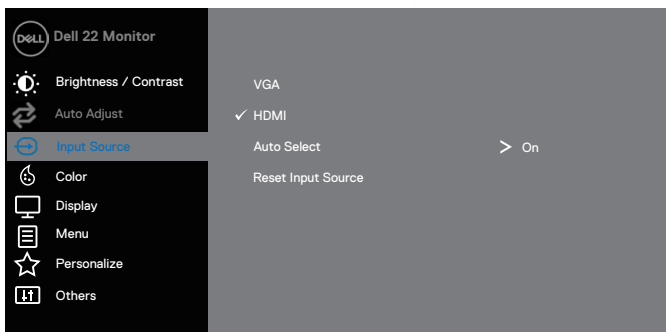 DELL Dell 22 Monitor
Brightness / Contrast
VGA
Auto Adjust
✓ HDMI
Input Source
Auto Select > On
Color
Reset Input Source
Display
Menu
Personalize
Others